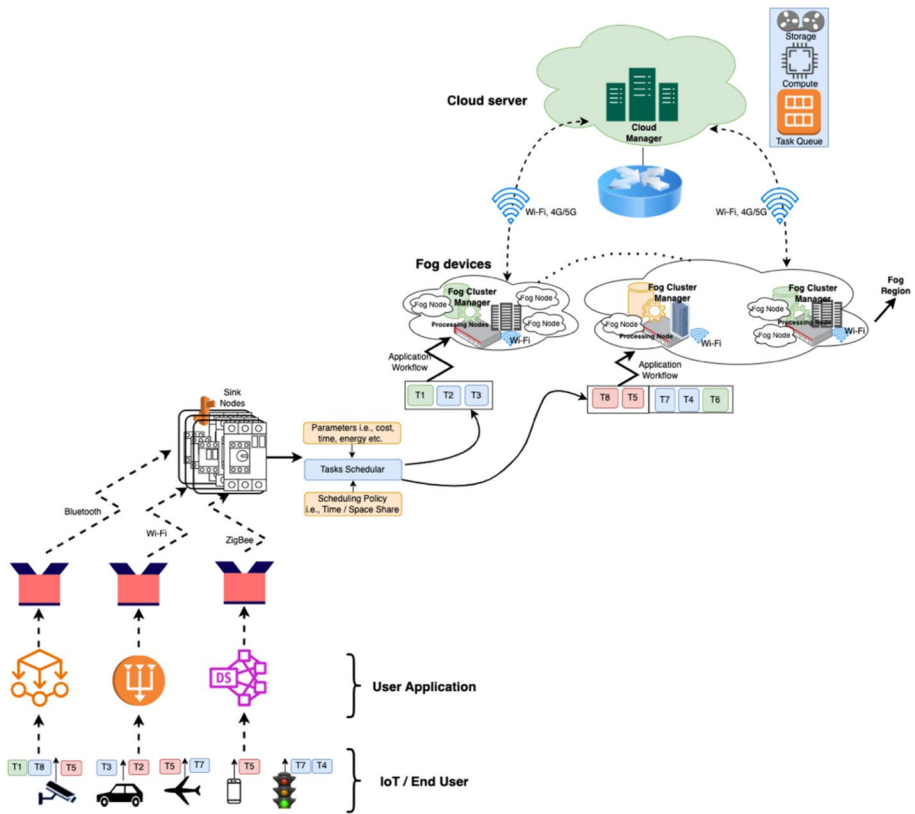 Storage
Compute
Task Queue
Cloud server
Cloud
Manager
Wi-Fi, 4G/5G
Wi-Fi, 4G/5G
Fog devices
Fog Cluster
Manager
Fog Node
Fog Node
Fog Node
Processing Nodes
Wi-Fi
Fog Cluster
Manager
Fog Node
Processing Node
Wi-Fi
Fog Cluster
Manager
Fog Node
Fog Node
Processing Node
Wi-Fi
Fog
Region
Application
Workflow
Application
Workflow
T1 T2 T3
T8 T5 T7 T4 T6
Sink
Nodes
Parameters i.e., cost,
time, energy etc.
Tasks Schedular
Scheduling Policy
i.e., Time / Space Share
Bluetooth
Wi-Fi
ZigBee
DS
User Application
T1 T8 T5 T3 T2 T5 T7 T5 T7 T4
IoT / End User